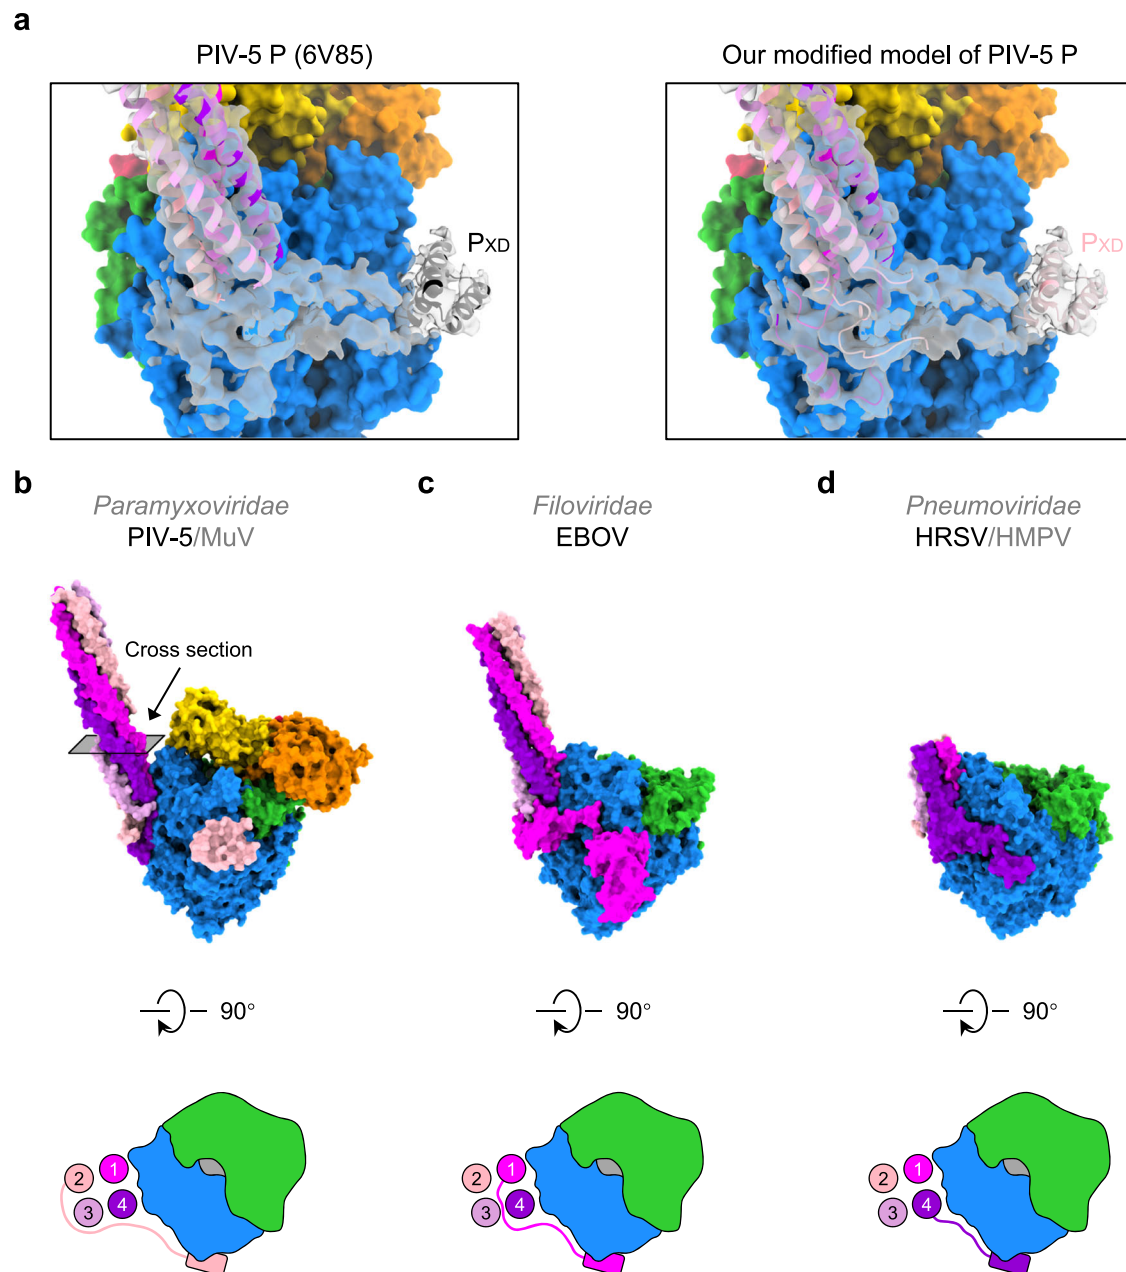 a
PIV-5 P (6V85)
Our modified model of PIV-5 P
PXD
PXD
b
c
d
Paramyxoviridae
PIV-5/MuV
Filoviridae
EBOV
Pneumoviridae
HRSV/HMPV
Cross section
90°
90°
90°
1
2
3
4
1
2
3
4
1
2
3
4